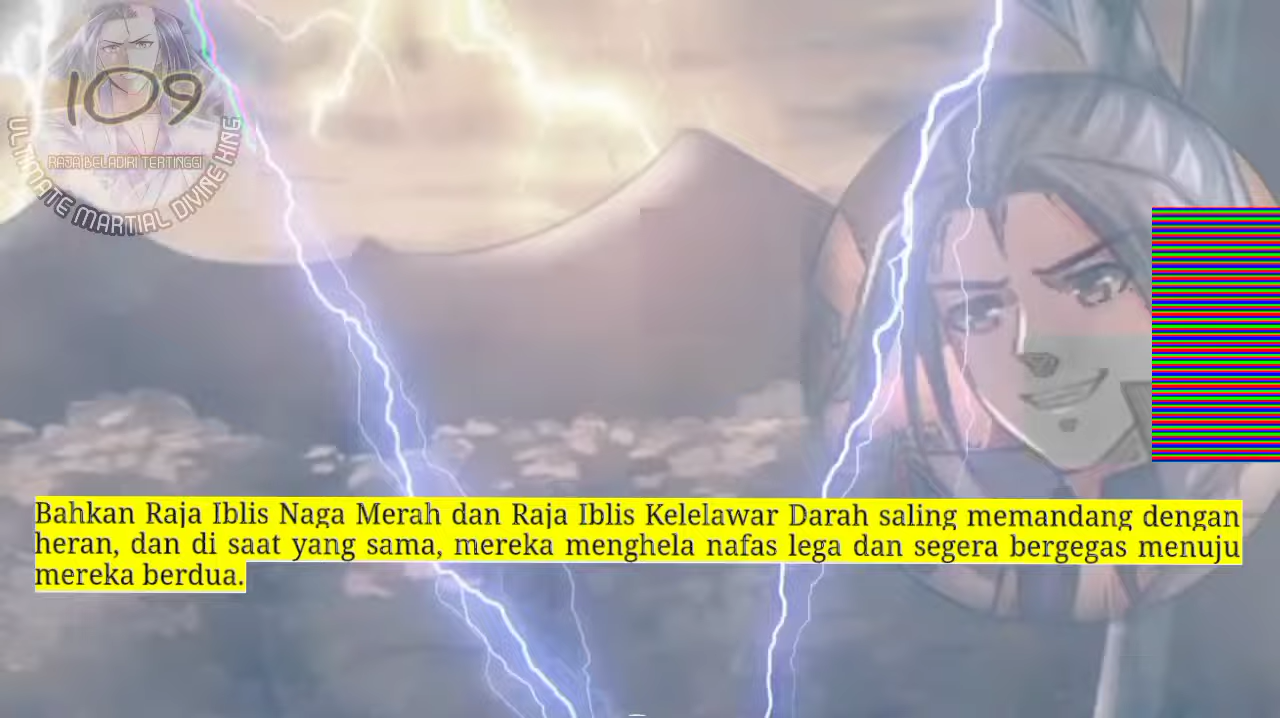 109
RAJA BELADIRI TERTINGGI
ULTIMATE MARTIAL DIVINE KING
Bahkan Raja Iblis Naga Merah dan Raja Iblis Kelelawar Darah saling memandang dengan
heran, dan di saat yang sama, mereka menghela nafas lega dan segera bergegas menuju
mereka berdua.